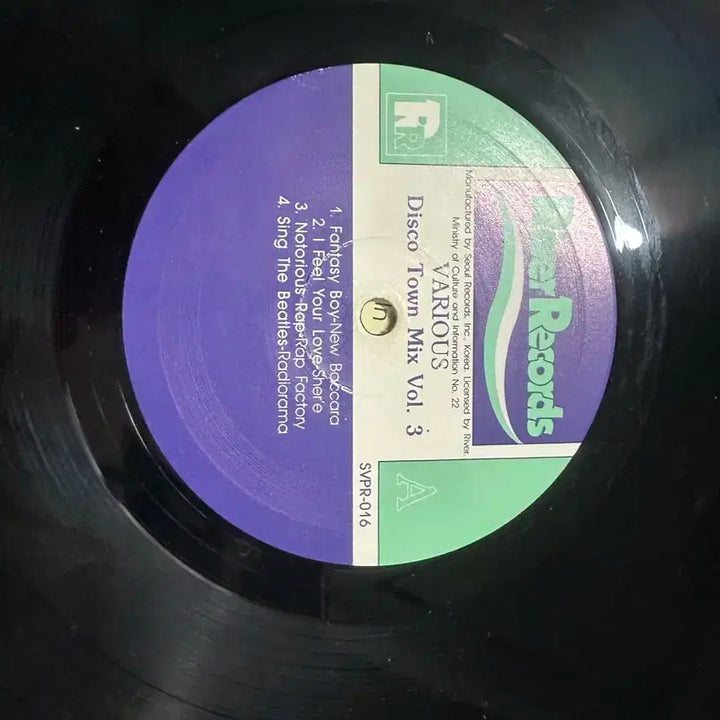 River Records
R
Manufactured by Seoul Records, Inc., Korea. Licensed by River.
Ministry of Culture and Information No. 22
VARIOUS
Disco Town Mix Vol. 3
A
SVPR-016
1. Fantasy Boy-New Baccara
2. I Feel Your Love-Sher'e
3. Notorious Rap-Rap Factory
4. Sing The Beatles-Radiorama